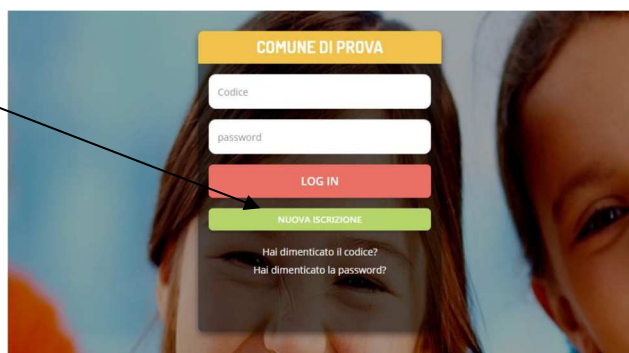 COMUNE DI PROVA
Codice
password
LOG IN
NUOVA ISCRIZIONE
Hai dimenticato il codice?
Hai dimenticato la password?